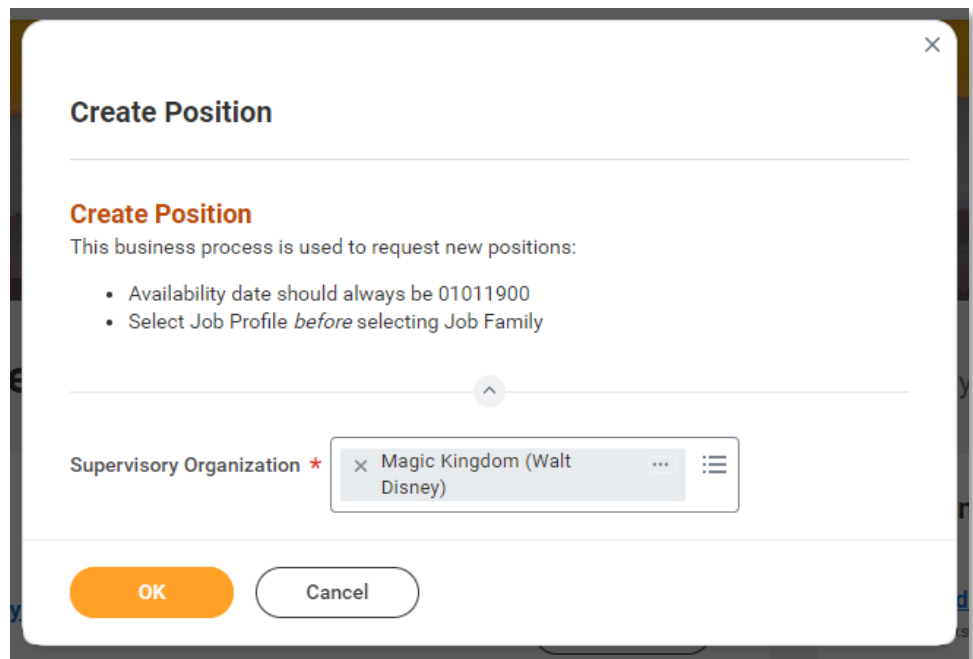 Create Position
Create Position
This business process is used to request new positions:
• Availability date should always be 01011900
• Select Job Profile before selecting Job Family
Supervisory Organization *
× Magic Kingdom (Walt
Disney)
OK
Cancel